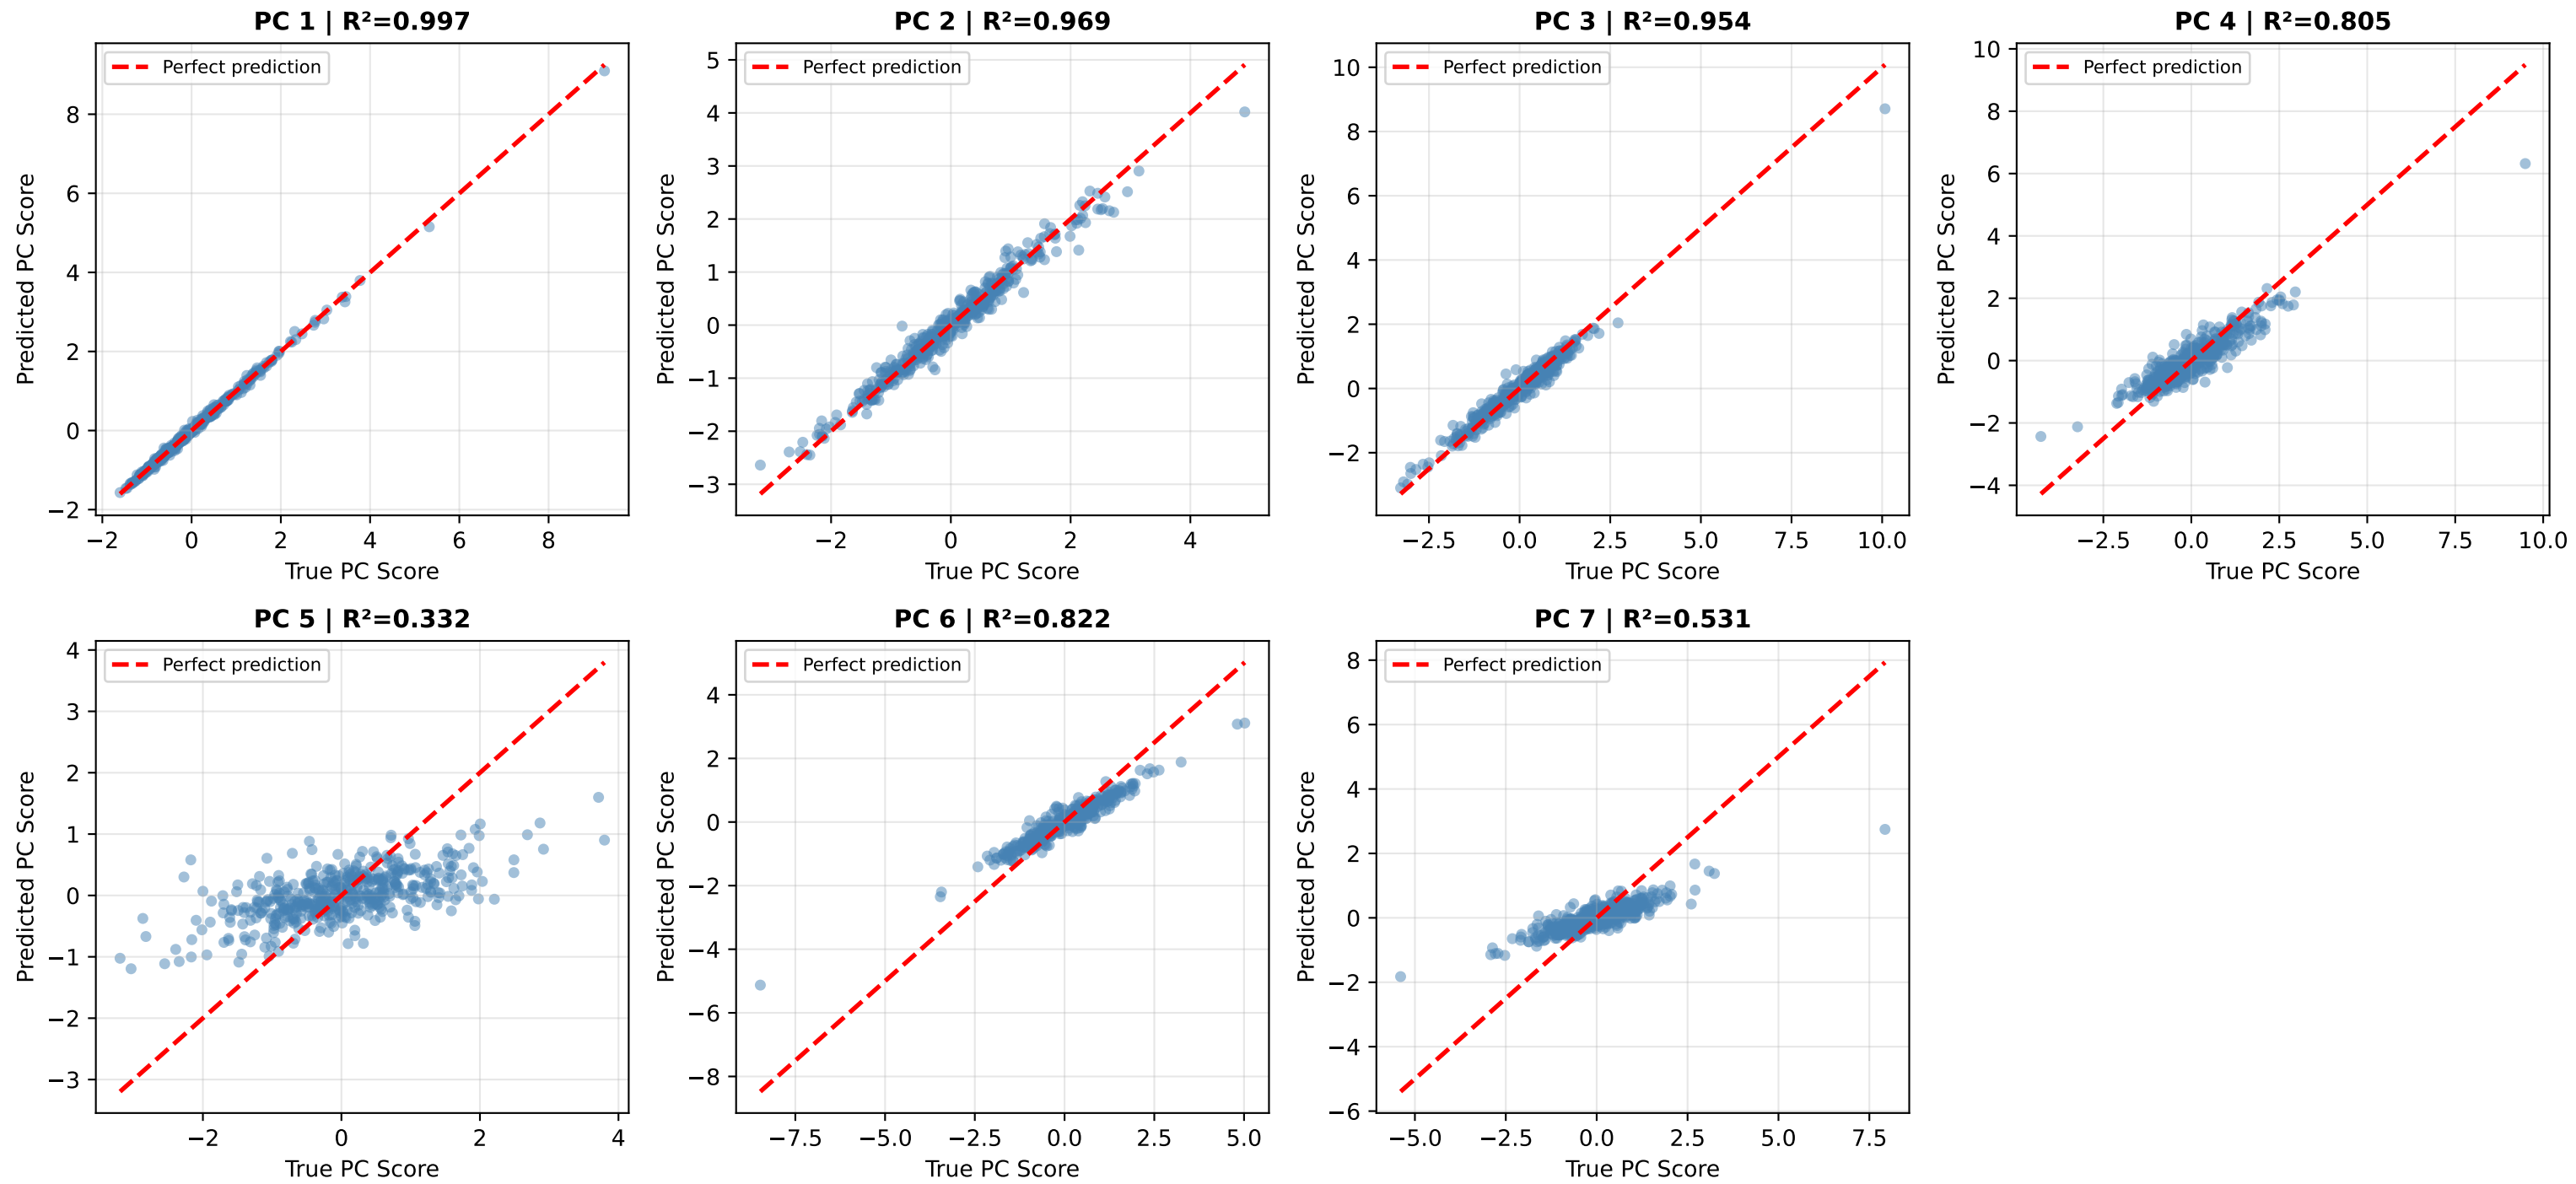 PC 1 | R²=0.997
Perfect prediction
8
6
4
2
0
−2
−2 0 2 4 6 8
Predicted PC Score
True PC Score
PC 2 | R²=0.969
Perfect prediction
5
4
3
2
1
0
−1
−2
−3
−2 0 2 4
Predicted PC Score
True PC Score
PC 3 | R²=0.954
Perfect prediction
10
8
6
4
2
0
−2
−2.5 0.0 2.5 5.0 7.5 10.0
Predicted PC Score
True PC Score
PC 4 | R²=0.805
Perfect prediction
10
8
6
4
2
0
−2
−4
−2.5 0.0 2.5 5.0 7.5 10.0
Predicted PC Score
True PC Score
PC 5 | R²=0.332
Perfect prediction
4
3
2
1
0
−1
−2
−3
−2 0 2 4
Predicted PC Score
True PC Score
PC 6 | R²=0.822
Perfect prediction
4
2
0
−2
−4
−6
−8
−7.5 −5.0 −2.5 0.0 2.5 5.0
Predicted PC Score
True PC Score
PC 7 | R²=0.531
Perfect prediction
8
6
4
2
0
−2
−4
−6
−5.0 −2.5 0.0 2.5 5.0 7.5
Predicted PC Score
True PC Score